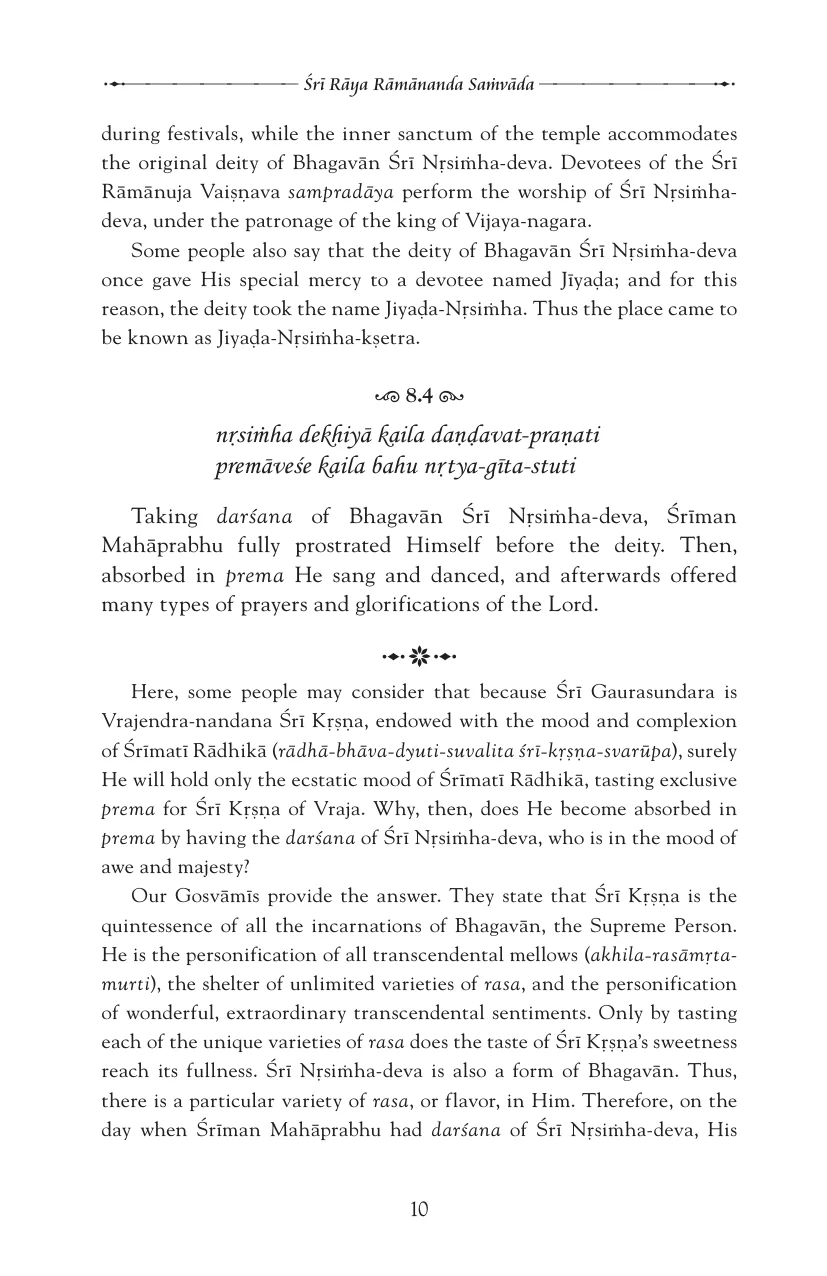 Śrī Rāya Rāmānanda Saṁvāda
during festivals, while the inner sanctum of the temple accommodates
the original deity of Bhagavān Śrī Nṛsiṁha-deva. Devotees of the Śrī
Rāmānuja Vaiṣṇava sampradāya perform the worship of Śrī Nṛsiṁha-
deva, under the patronage of the king of Vijaya-nagara.
Some people also say that the deity of Bhagavān Śrī Nṛsiṁha-deva
once gave His special mercy to a devotee named Jīyaḍa; and for this
reason, the deity took the name Jiyaḍa-Nṛsiṁha. Thus the place came to
be known as Jiyaḍa-Nṛsiṁha-kṣetra.
8.4
nṛsiṁha dekhiyā kaila daṇḍavat-praṇati
premāveśe kaila bahu nṛtya-gīta-stuti
Taking darśana of Bhagavān Śrī Nṛsiṁha-deva, Śrīman
Mahāprabhu fully prostrated Himself before the deity. Then,
absorbed in prema He sang and danced, and afterwards offered
many types of prayers and glorifications of the Lord.
Here, some people may consider that because Śrī Gaurasundara is
Vrajendra-nandana Śrī Kṛṣṇa, endowed with the mood and complexion
of Śrīmatī Rādhikā (rādhā-bhāva-dyuti-suvalita śrī-kṛṣṇa-svarūpa), surely
He will hold only the ecstatic mood of Śrīmatī Rādhikā, tasting exclusive
prema for Śrī Kṛṣṇa of Vraja. Why, then, does He become absorbed in
prema by having the darśana of Śrī Nṛsiṁha-deva, who is in the mood of
awe and majesty?
Our Gosvāmīs provide the answer. They state that Śrī Kṛṣṇa is the
quintessence of all the incarnations of Bhagavān, the Supreme Person.
He is the personification of all transcendental mellows (akhila-rasāmṛta-
murti), the shelter of unlimited varieties of rasa, and the personification
of wonderful, extraordinary transcendental sentiments. Only by tasting
each of the unique varieties of rasa does the taste of Śrī Kṛṣṇa's sweetness
reach its fullness. Śrī Nṛsiṁha-deva is also a form of Bhagavān. Thus,
there is a particular variety of rasa, or flavor, in Him. Therefore, on the
day when Śrīman Mahāprabhu had darśana of Śrī Nṛsiṁha-deva, His
10